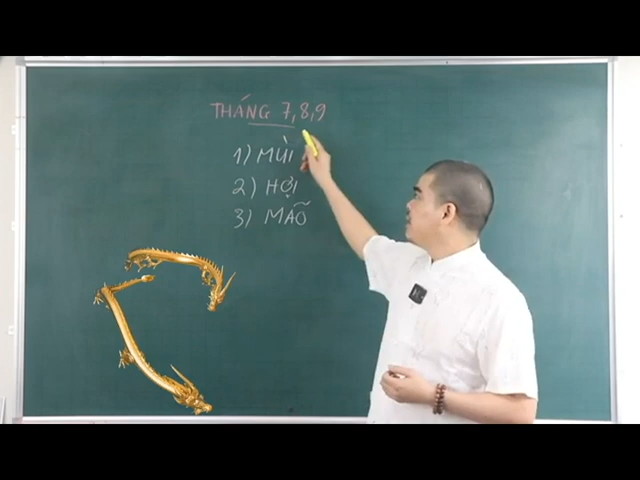 THÁNG 7,8,9
1) MÙI
2) HỢI
3) MÃO